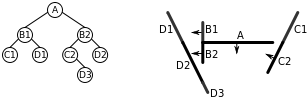 A
B1 B2
C1 D1 C2 D2
D3
D1 B1 A C1
D2 B2 C2
D3